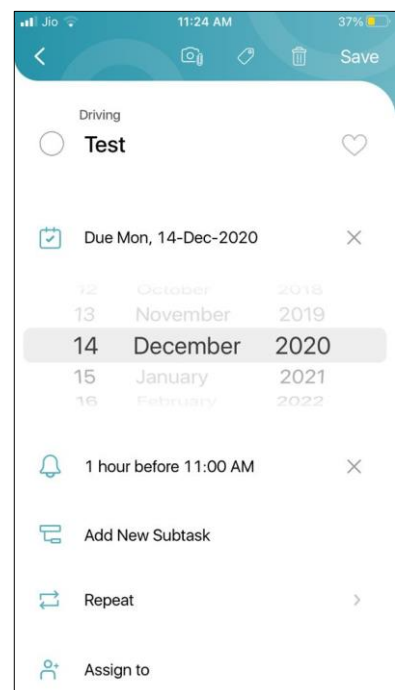 Jio 11:24 AM 37%
Save
Driving
Test
Due Mon, 14-Dec-2020
12 October 2018
13 November 2019
14 December 2020
15 January 2021
16 February 2022
1 hour before 11:00 AM
Add New Subtask
Repeat
Assign to